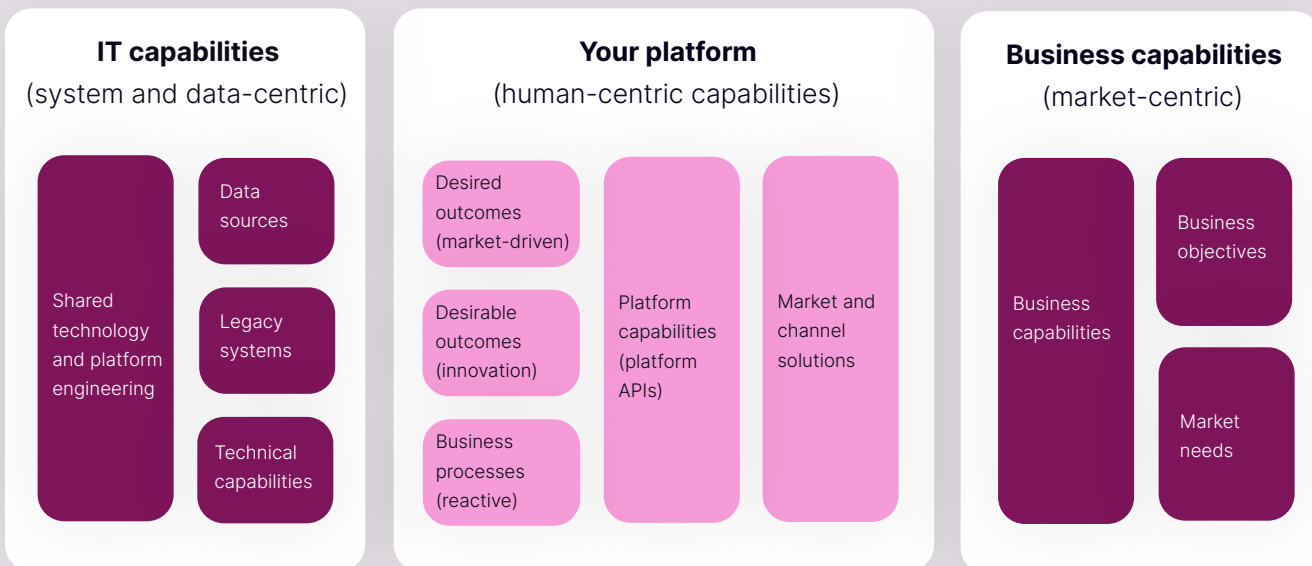 IT capabilities
(system and data-centric)
Shared
technology
and platform
engineering
Data
sources
Legacy
systems
Technical
capabilities
Your platform
(human-centric capabilities)
Desired
outcomes
(market-driven)
Desirable
outcomes
(innovation)
Business
processes
(reactive)
Platform
capabilities
(platform
APIs)
Market and
channel
solutions
Business capabilities
(market-centric)
Business
capabilities
Business
objectives
Market
needs